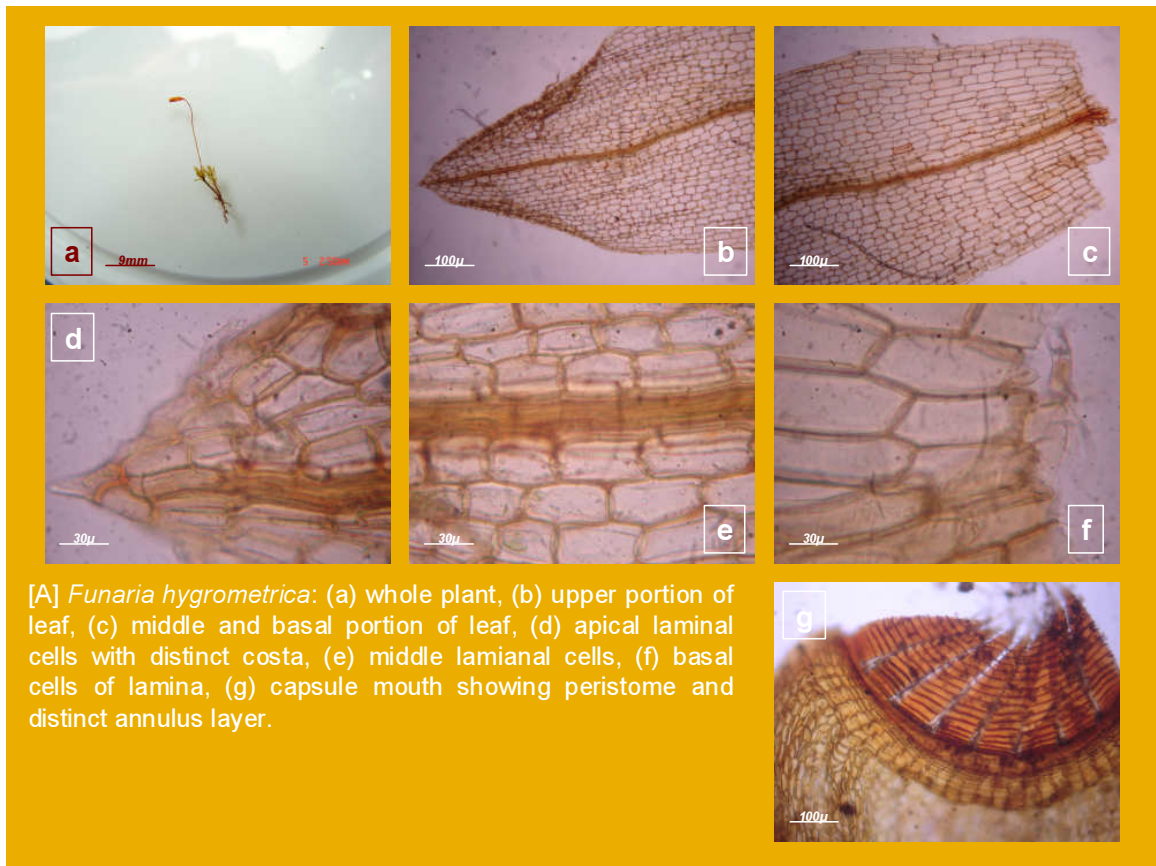 a
9mm
b
100µ
c
100µ
d
30µ
e
30µ
f
30µ
[A] Funaria hygrometrica: (a) whole plant, (b) upper portion of
leaf, (c) middle and basal portion of leaf, (d) apical laminal
cells with distinct costa, (e) middle lamianal cells, (f) basal
cells of lamina, (g) capsule mouth showing peristome and
distinct annulus layer.
g
100µ